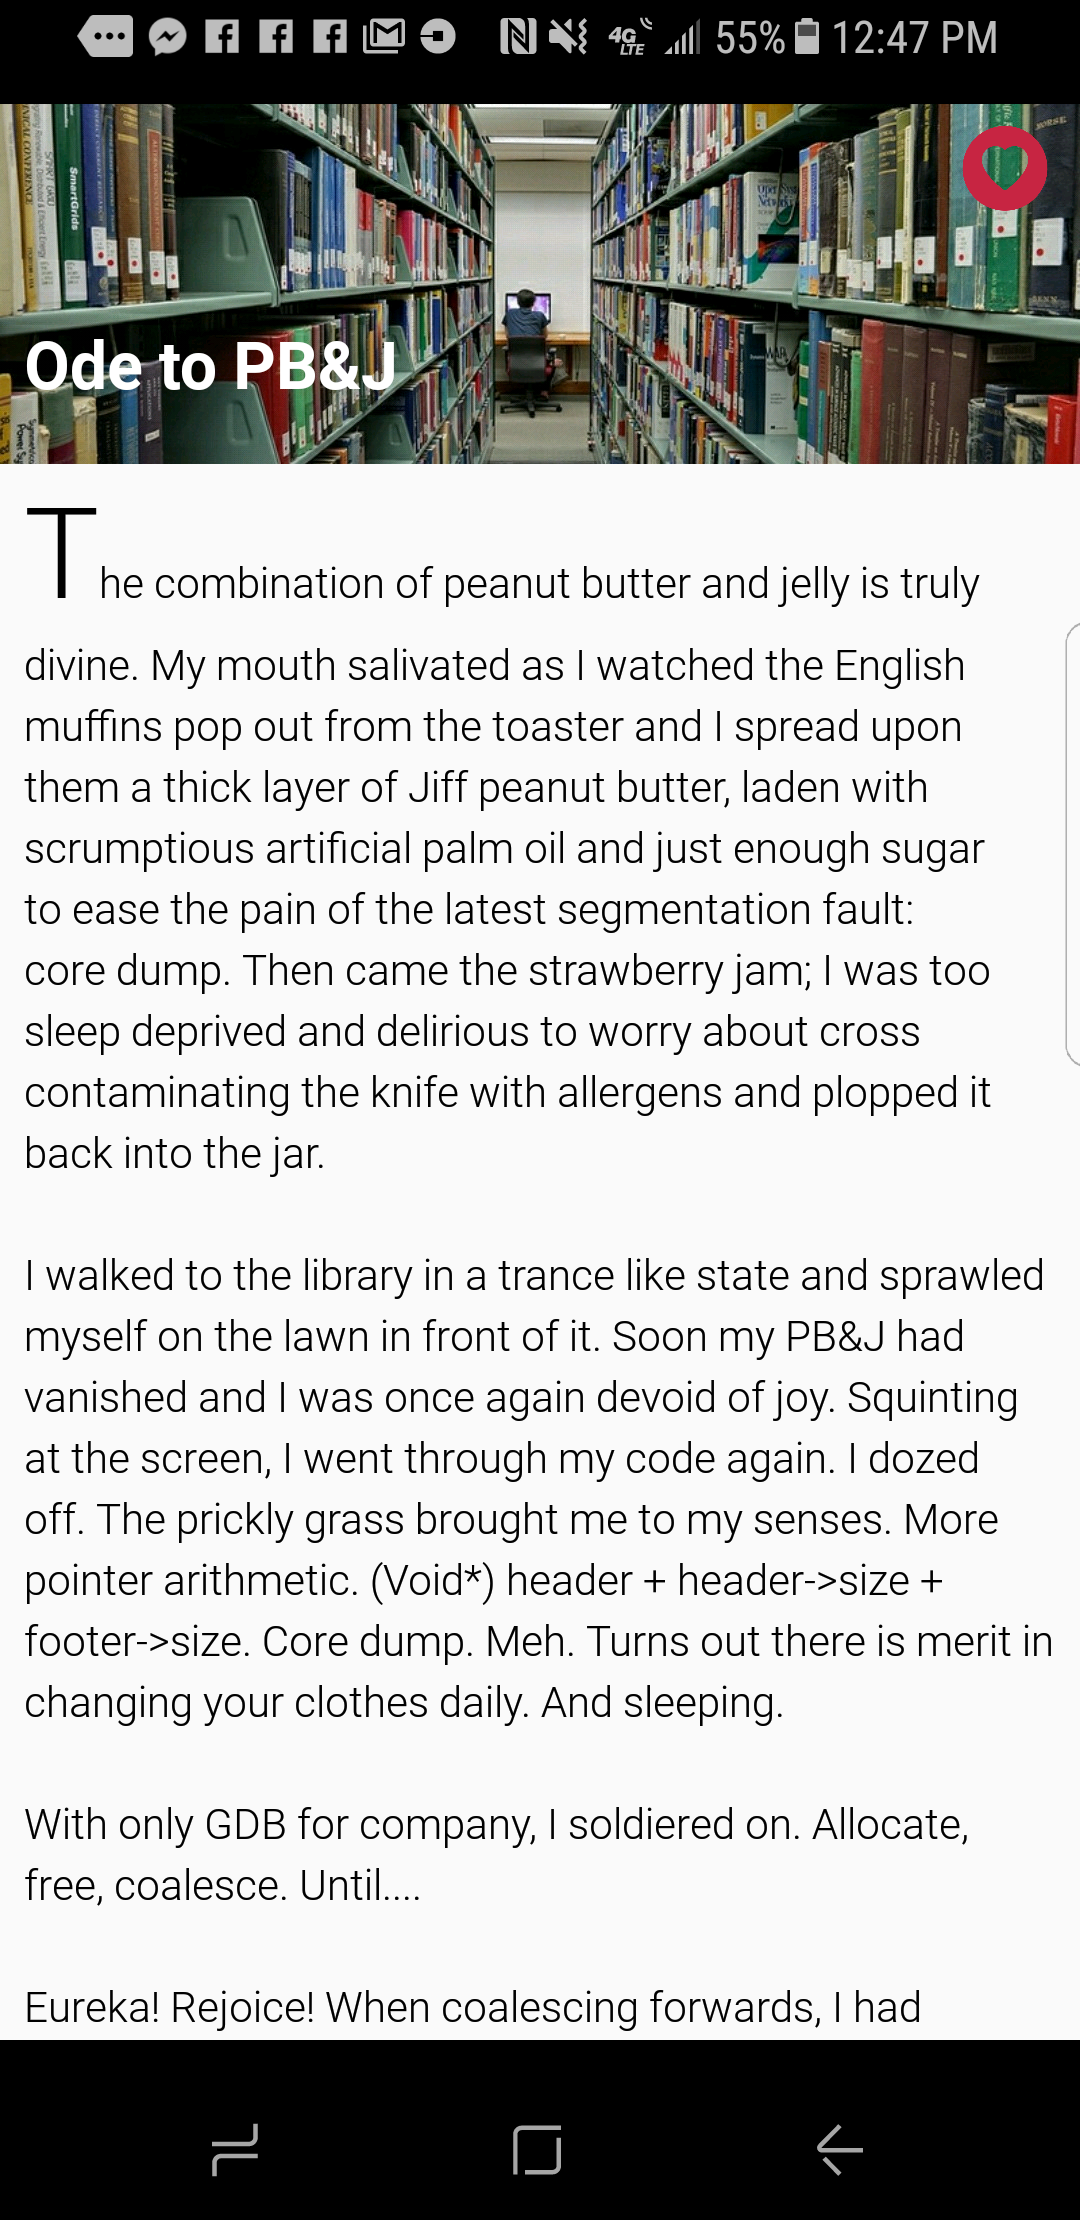 55% 12:47 PM
4G LTE
SmartGrids
Ode to PB&J
The combination of peanut butter and jelly is truly
divine. My mouth salivated as I watched the English
muffins pop out from the toaster and I spread upon
them a thick layer of Jiff peanut butter, laden with
scrumptious artificial palm oil and just enough sugar
to ease the pain of the latest segmentation fault:
core dump. Then came the strawberry jam; I was too
sleep deprived and delirious to worry about cross
contaminating the knife with allergens and plopped it
back into the jar.
I walked to the library in a trance like state and sprawled
myself on the lawn in front of it. Soon my PB&J had
vanished and I was once again devoid of joy. Squinting
at the screen, I went through my code again. I dozed
off. The prickly grass brought me to my senses. More
pointer arithmetic. (Void*) header + header->size +
footer->size. Core dump. Meh. Turns out there is merit in
changing your clothes daily. And sleeping.
With only GDB for company, I soldiered on. Allocate,
free, coalesce. Until....
Eureka! Rejoice! When coalescing forwards, I had